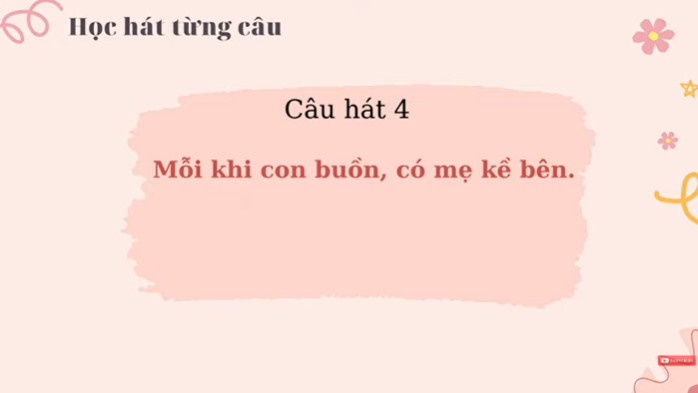 Học hát từng câu
Câu hát 4
Mỗi khi con buồn, có mẹ kề bên.